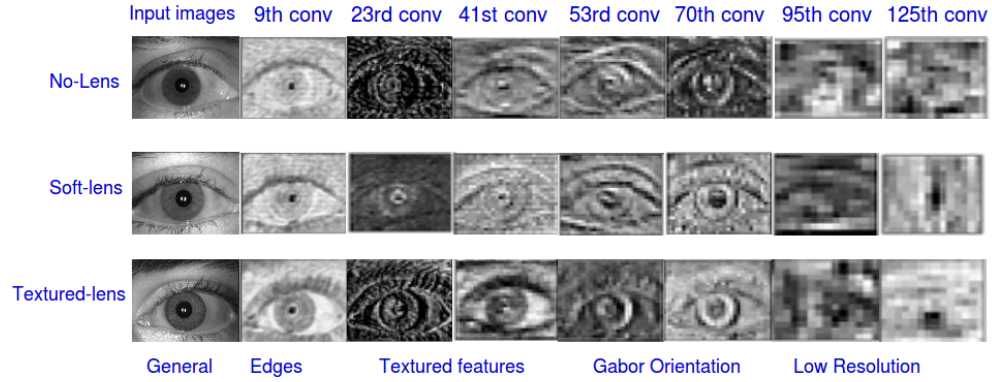 Input images 9th conv 23rd conv 41st conv 53rd conv 70th conv 95th conv 125th conv
No-Lens
Soft-lens
Textured-lens
General Edges Textured features Gabor Orientation Low Resolution